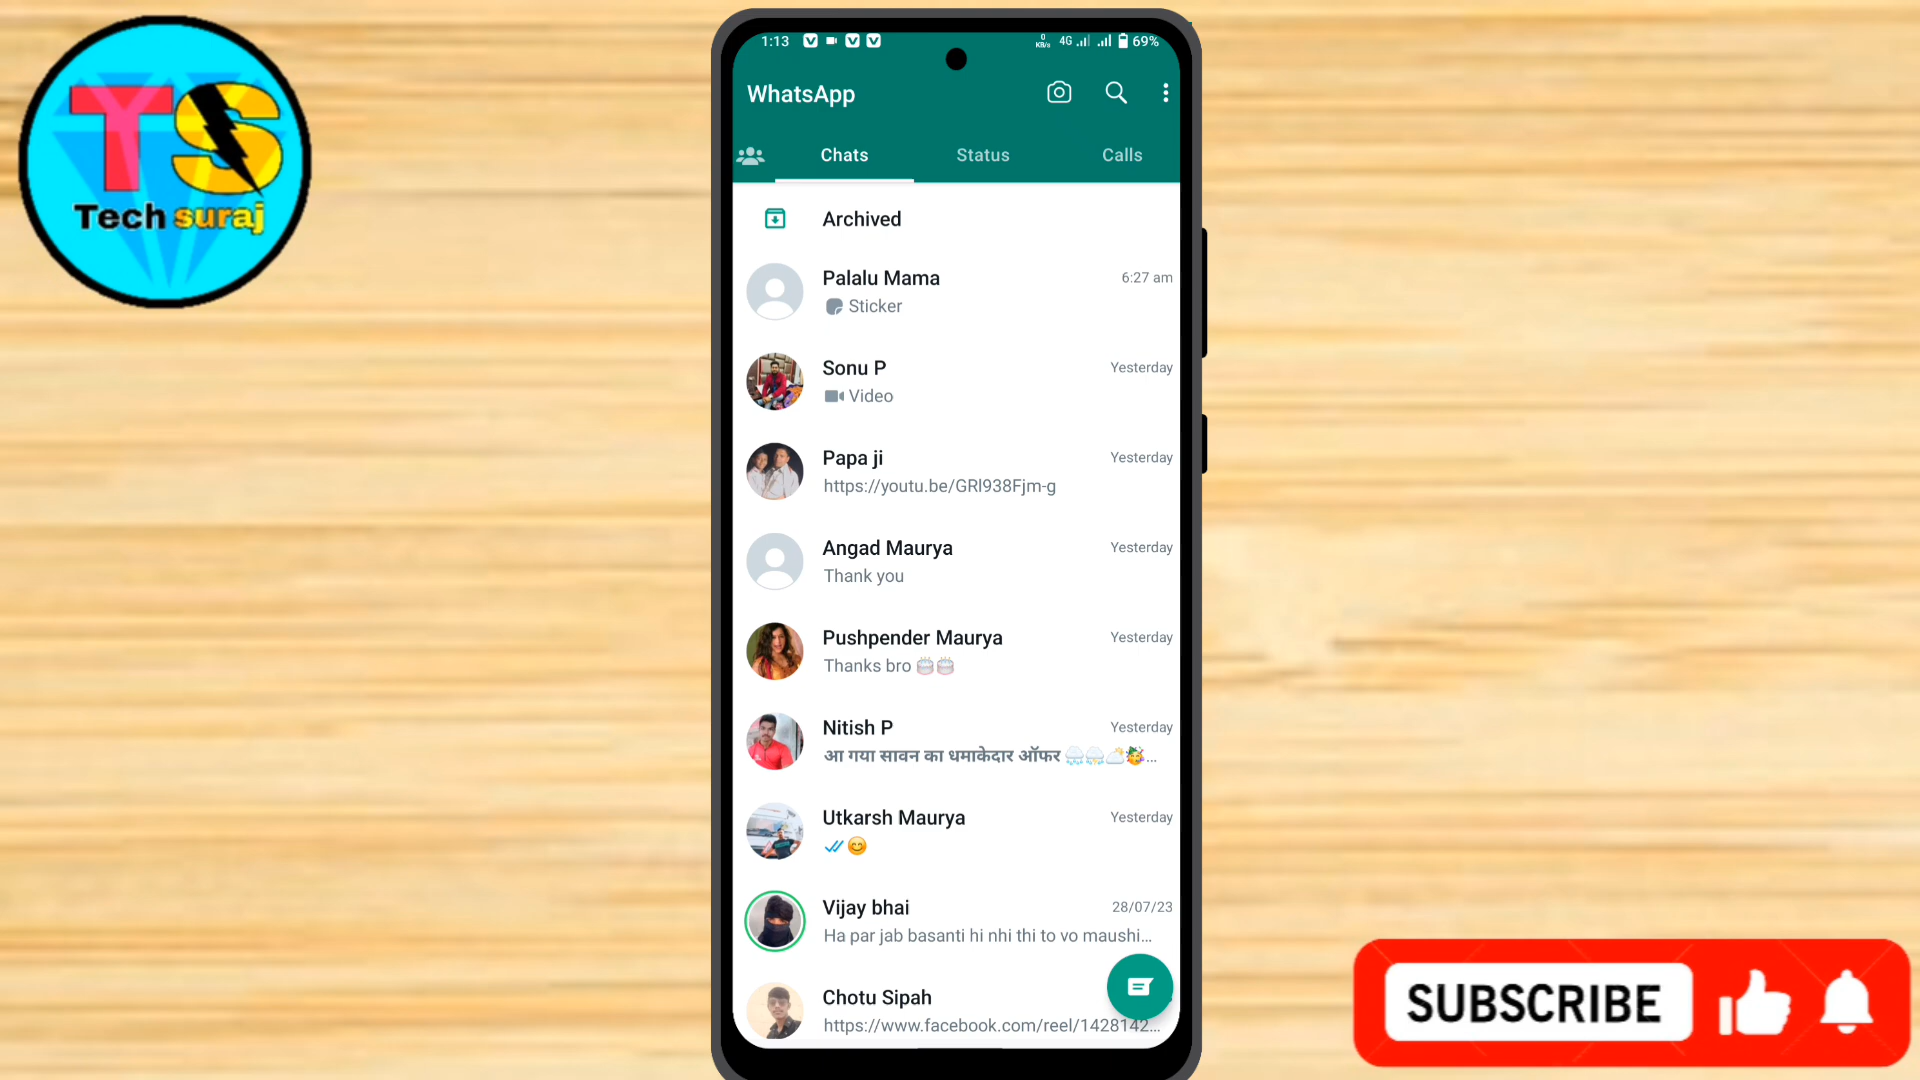 TS
Tech suraj
1:13
0 KB/s 4G 69%
WhatsApp
Chats Status Calls
Archived
Palalu Mama 6:27 am
Sticker
Sonu P Yesterday
Video
Papa ji Yesterday
https://youtu.be/GRl938Fjm-g
Angad Maurya Yesterday
Thank you
Pushpender Maurya Yesterday
Thanks bro 🎂🎂
Nitish P Yesterday
आ गया सावन का धमाकेदार ऑफर 🌧️⛈️🌥️🥳...
Utkarsh Maurya Yesterday
😊
Vijay bhai 28/07/23
Ha par jab basanti hi nhi thi to vo maushi...
Chotu Sipah
https://www.facebook.com/reel/1428142...
SUBSCRIBE